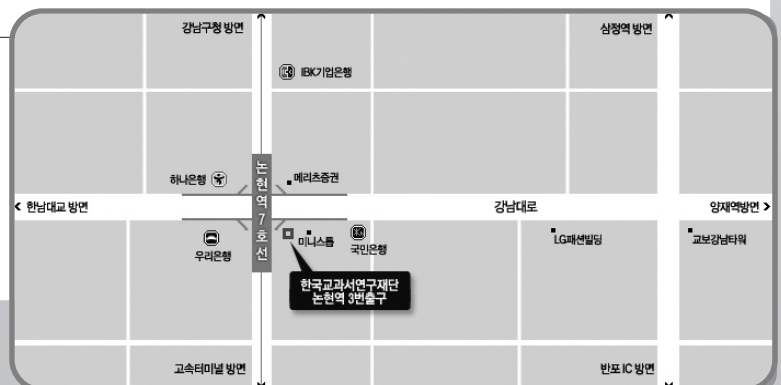 강남구청 방면
삼정역 방면
IBK기업은행
하나은행
메리츠증권
논현역 7호선
< 한남대교 방면
강남대로
양재역방면 >
우리은행
미니스톱
국민은행
LG패션빌딩
교보강남타워
한국교과서연구재단
논현역 3번출구
고속터미널 방면
반포 IC 방면